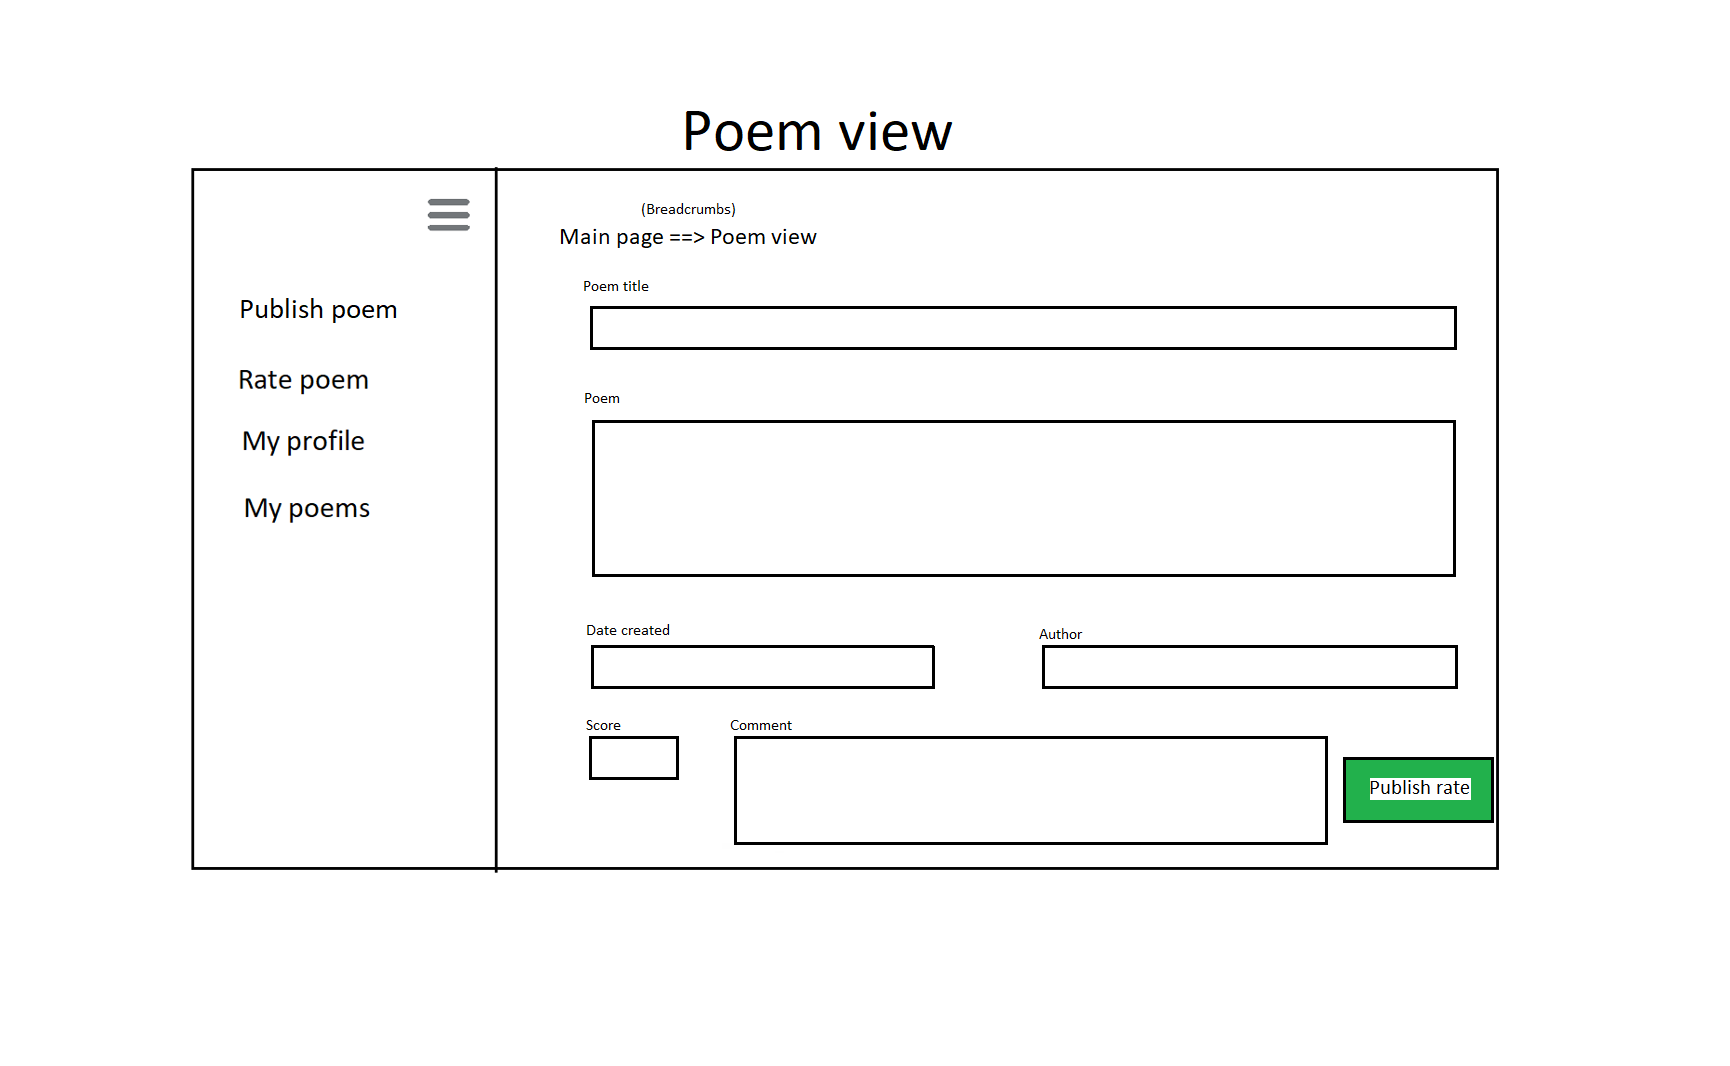 Poem view
Publish poem
Rate poem
My profile
My poems
(Breadcrumbs)
Main page ==> Poem view
Poem title
Poem
Date created
Author
Score
Comment
Publish rate